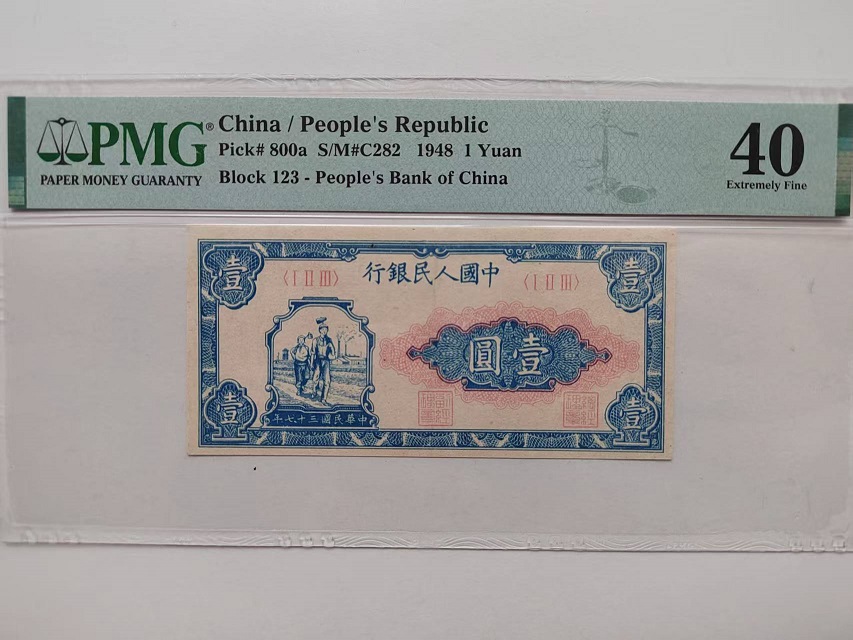 PMG®
PAPER MONEY GUARANTY
China / People's Republic
Pick# 800a S/M#C282 1948 1 Yuan
Block 123 - People's Bank of China
40
Extremely Fine
行銀民人國中
〈I II III〉
〈I II III〉
壹
壹
圓壹
壹
壹
年七十三國民華中